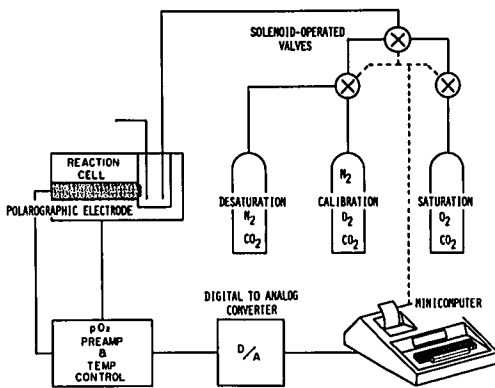 SOLENOID-OPERATED
VALVES
REACTION
CELL
POLAROGRAPHIC ELECTRODE
DESATURATION
N2
CO2
N2
CALIBRATION
O2
CO2
SATURATION
O2
CO2
MINICOMPUTER
DIGITAL TO ANALOG
CONVERTER
pO2
PREAMP
&
TEMP
CONTROL
D/A